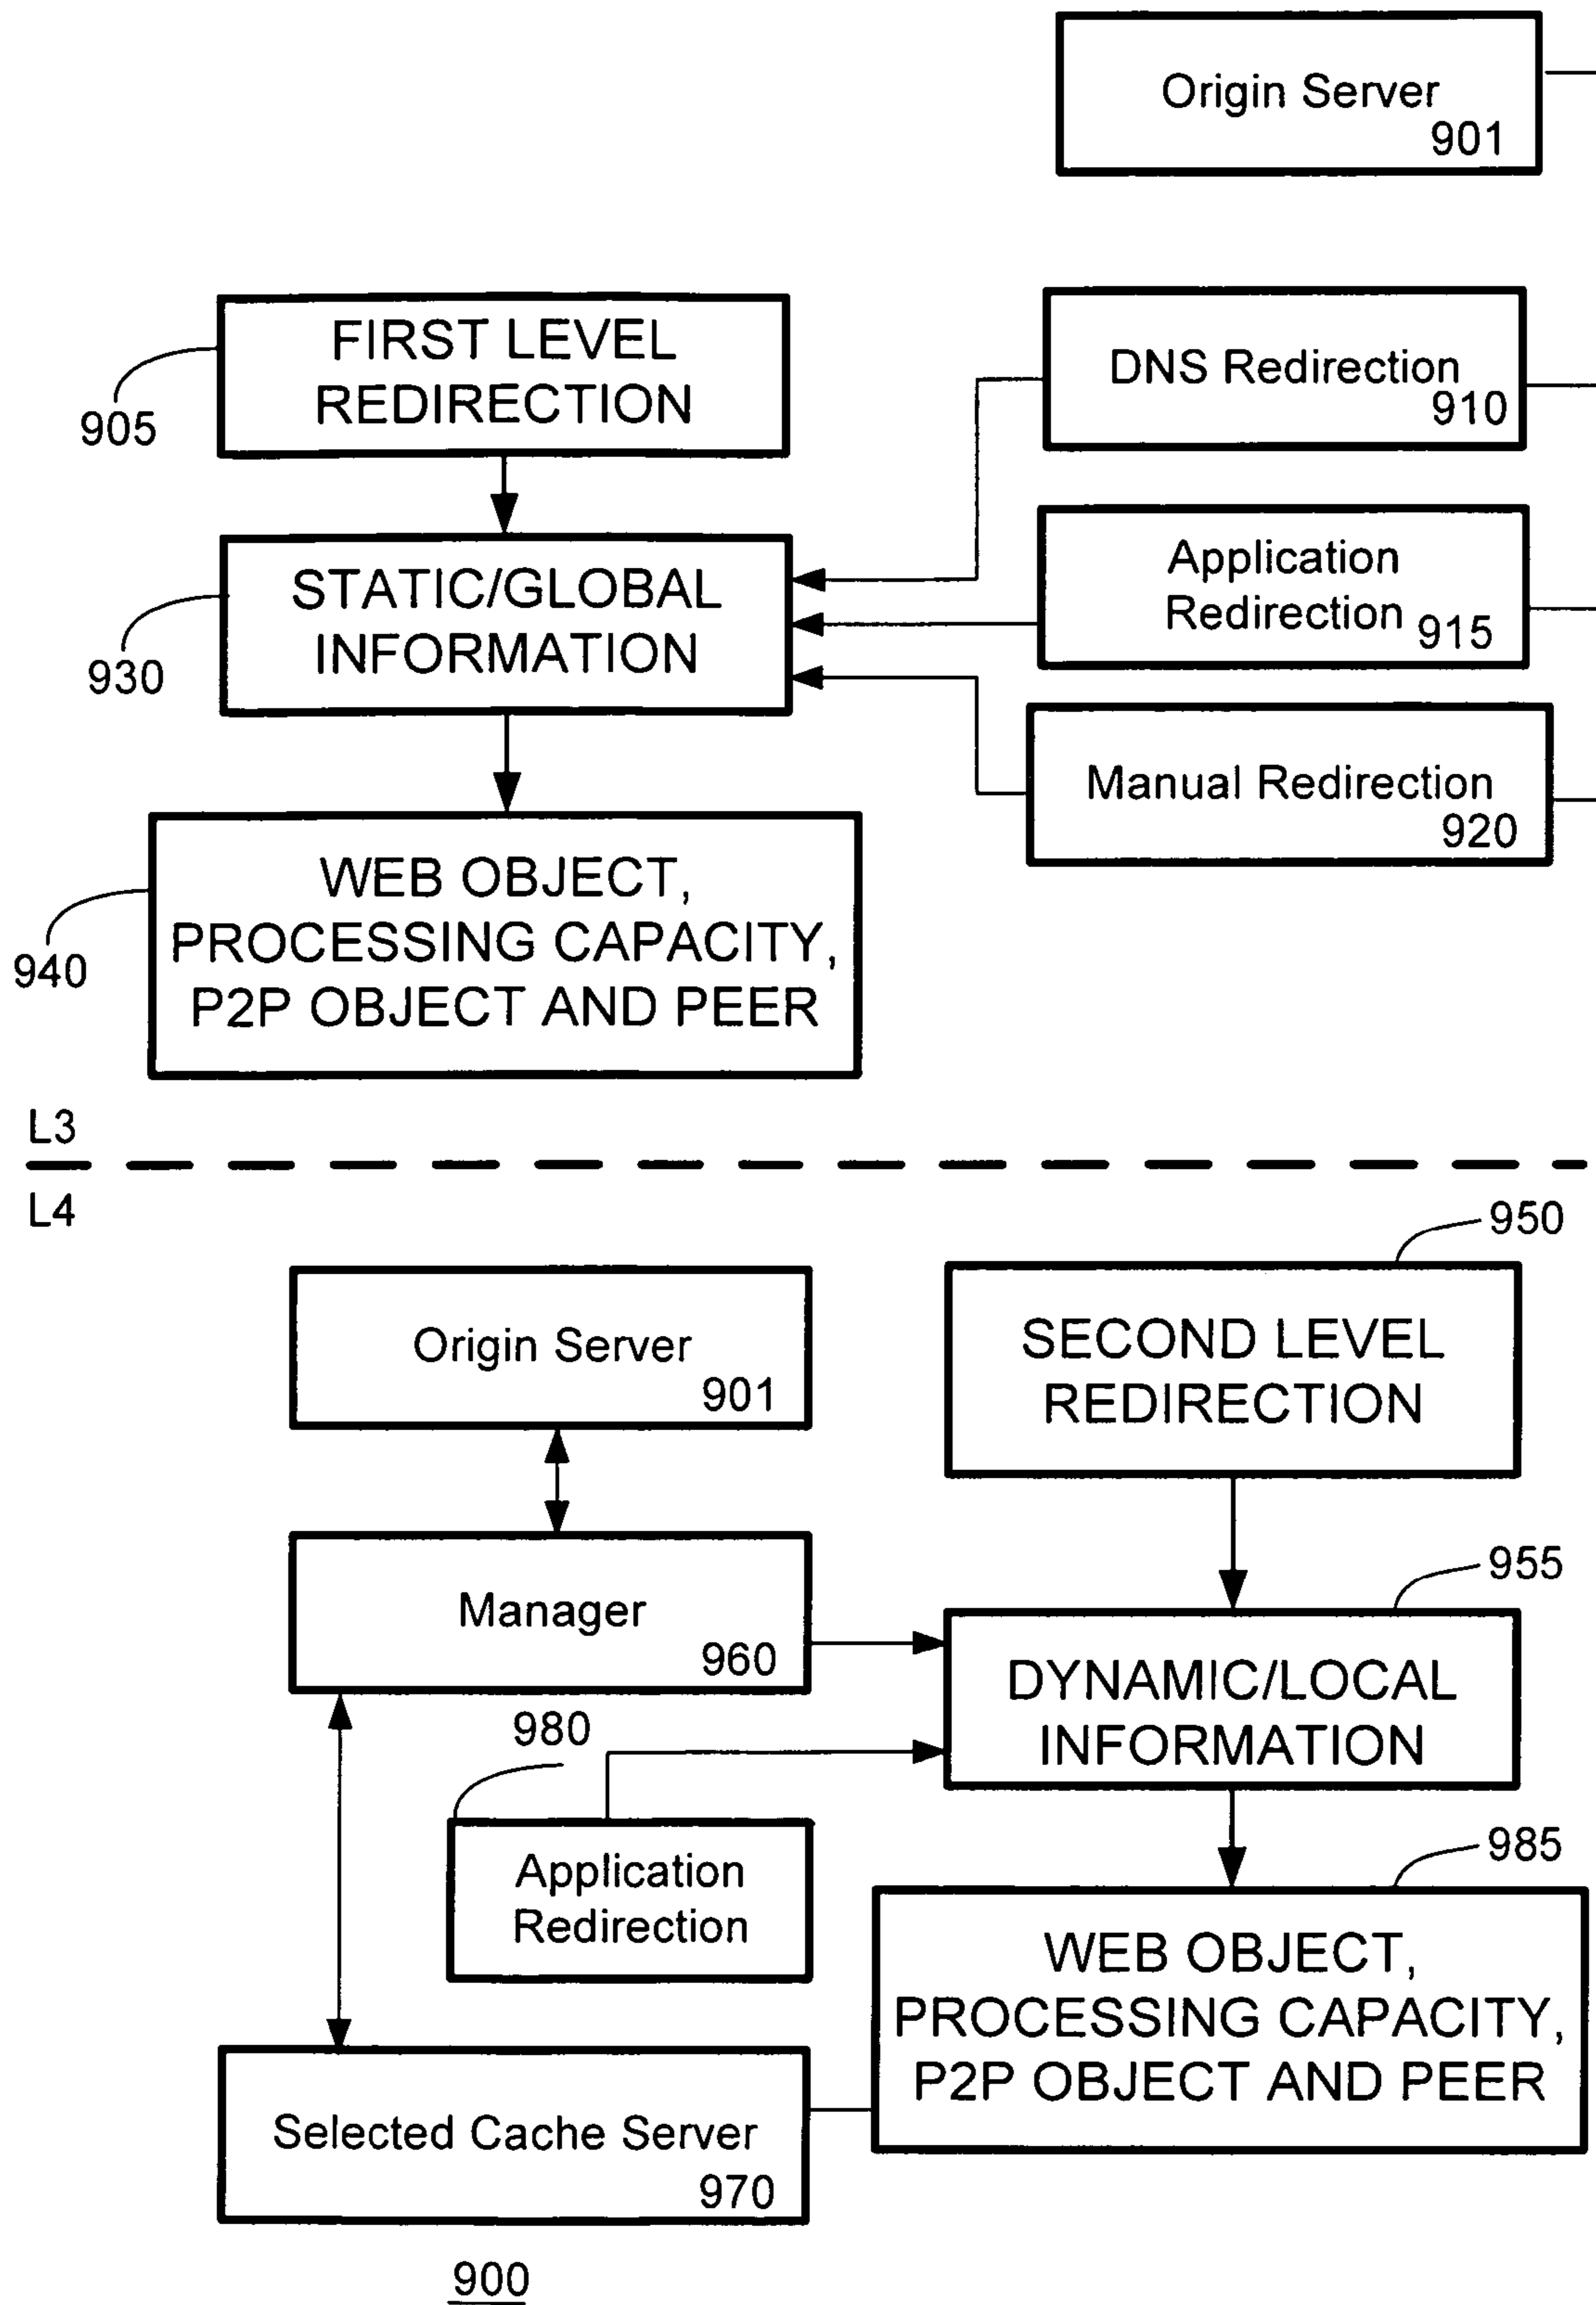 Origin Server
901
FIRST LEVEL
REDIRECTION
905
DNS Redirection
910
STATIC/GLOBAL
INFORMATION
930
Application
Redirection 915
Manual Redirection
920
WEB OBJECT,
PROCESSING CAPACITY,
P2P OBJECT AND PEER
940
L3
L4
950
Origin Server
901
SECOND LEVEL
REDIRECTION
955
Manager
960
DYNAMIC/LOCAL
INFORMATION
980
Application
Redirection
985
WEB OBJECT,
PROCESSING CAPACITY,
P2P OBJECT AND PEER
Selected Cache Server
970
900